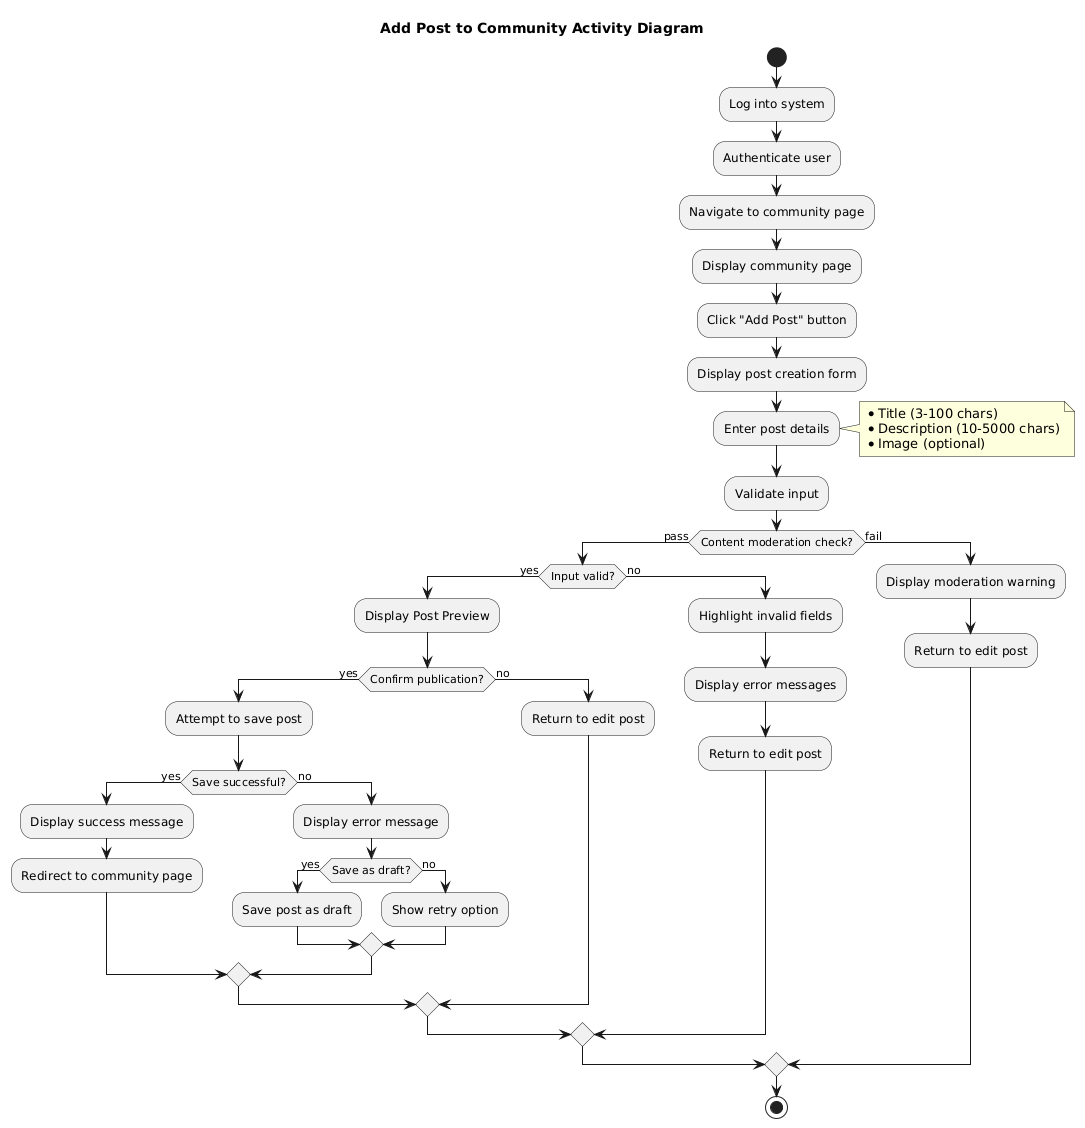 Add Post to Community Activity Diagram
Log into system
Authenticate user
Navigate to community page
Display community page
Click "Add Post" button
Display post creation form
Enter post details
• Title (3-100 chars)
• Description (10-5000 chars)
• Image (optional)
Validate input
pass
Content moderation check?
fail
yes
Input valid?
no
Display moderation warning
Display Post Preview
Highlight invalid fields
Return to edit post
yes
Confirm publication?
no
Display error messages
Attempt to save post
Return to edit post
Return to edit post
yes
Save successful?
no
Display success message
Display error message
Redirect to community page
yes
Save as draft?
no
Save post as draft
Show retry option